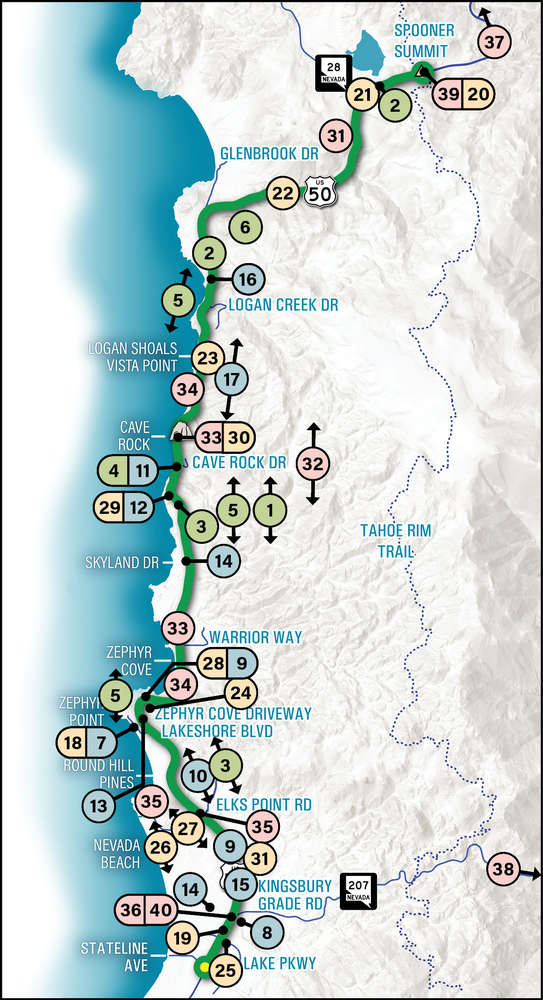 SPOONER
SUMMIT
37
28
NEVADA
21
2
39 20
31
GLENBROOK DR
22
US
50
6
2
16
5
LOGAN CREEK DR
LOGAN SHOALS
VISTA POINT
23
17
34
CAVE
ROCK
33 30
4 11
CAVE ROCK DR
32
29 12
3
5
1
TAHOE RIM
TRAIL
SKYLAND DR
14
33
WARRIOR WAY
ZEPHYR
COVE
28 9
34
24
5
ZEPHYR
POINT
ZEPHYR COVE DRIVEWAY
LAKESHORE BLVD
18 7
ROUND HILL
PINES
10
3
13
35
ELKS POINT RD
27
35
NEVADA
BEACH
26
9
31
38
15
KINGSBURY
GRADE RD
207
NEVADA
14
36 40
8
19
STATELINE
AVE
25
LAKE PKWY